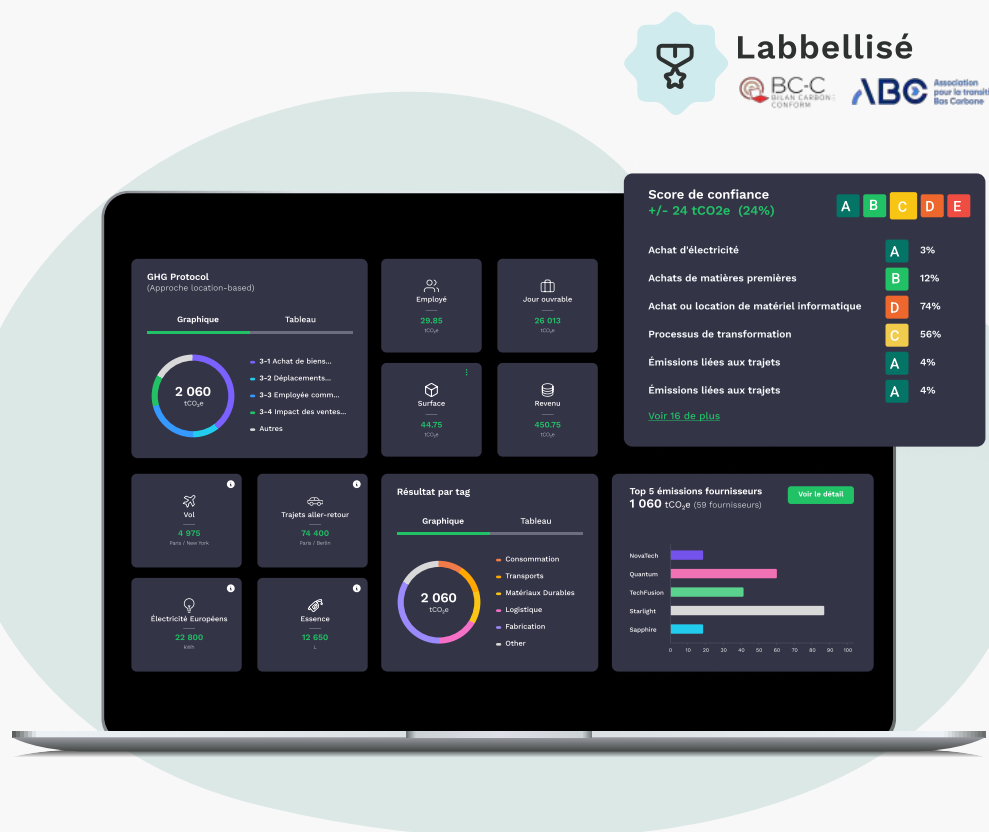 Labbellisé
BC-C
BILAN CARBONE
CONFORM
ABC
Association
pour la transiti
Bas Carbone
Score de confiance
+/- 24 tCO2e (24%)
A B C D E
Achat d'électricité A 3%
Achats de matières premières B 12%
Achat ou location de matériel informatique D 74%
Processus de transformation C 56%
Émissions liées aux trajets A 4%
Émissions liées aux trajets A 4%
Voir 16 de plus
GHG Protocol
(Approche location-based)
Graphique Tableau
2 060
tCO₂e
3-1 Achat de biens...
3-2 Déplacements...
3-3 Employée comm...
3-4 Impact des ventes...
Autres
Employé
29.85
tCO₂e
Jour ouvrable
26 013
tCO₂e
Surface
44.75
tCO₂e
Revenu
450.75
tCO₂e
Vol
4 975
Paris / New York
Trajets aller-retour
74 400
Paris / Berlin
Électricité Européens
22 800
kWh
Essence
12 650
L
Résultat par tag
Graphique Tableau
2 060
tCO₂e
Consommation
Transports
Matériaux Durables
Logistique
Fabrication
Other
Top 5 émissions fournisseurs
1 060 tCO₂e (59 fournisseurs)
Voir le détail
NovaTech
Quantum
TechFusion
Starlight
Sapphire
0 10 20 30 40 50 60 70 80 90 100